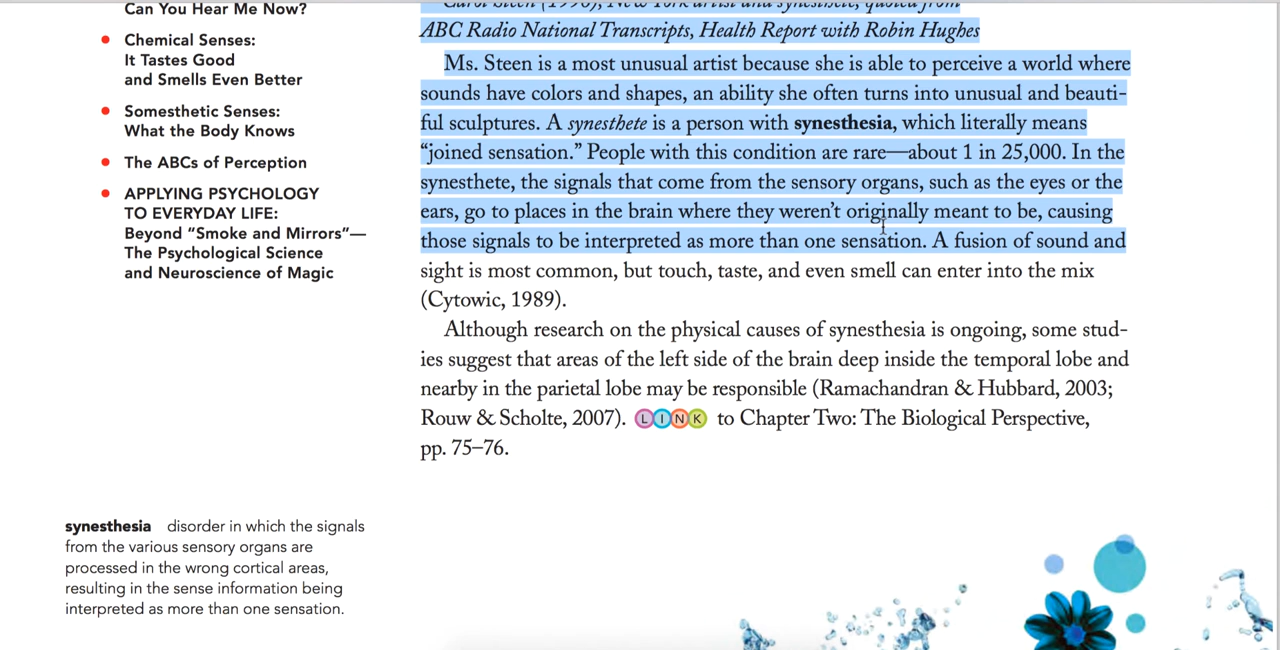 Can You Hear Me Now?
Chemical Senses:
It Tastes Good
and Smells Even Better
Somesthetic Senses:
What the Body Knows
The ABCs of Perception
APPLYING PSYCHOLOGY
TO EVERYDAY LIFE:
Beyond “Smoke and Mirrors”—
The Psychological Science
and Neuroscience of Magic
New York artist and synesthete, quoted from
ABC Radio National Transcripts, Health Report with Robin Hughes
Ms. Steen is a most unusual artist because she is able to perceive a world where
sounds have colors and shapes, an ability she often turns into unusual and beauti-
ful sculptures. A synesthete is a person with synesthesia, which literally means
“joined sensation.” People with this condition are rare—about 1 in 25,000. In the
synesthete, the signals that come from the sensory organs, such as the eyes or the
ears, go to places in the brain where they weren’t originally meant to be, causing
those signals to be interpreted as more than one sensation. A fusion of sound and
sight is most common, but touch, taste, and even smell can enter into the mix
(Cytowic, 1989).
Although research on the physical causes of synesthesia is ongoing, some stud-
ies suggest that areas of the left side of the brain deep inside the temporal lobe and
nearby in the parietal lobe may be responsible (Ramachandran & Hubbard, 2003;
Rouw & Scholte, 2007). LINK to Chapter Two: The Biological Perspective,
pp. 75–76.
synesthesia disorder in which the signals
from the various sensory organs are
processed in the wrong cortical areas,
resulting in the sense information being
interpreted as more than one sensation.